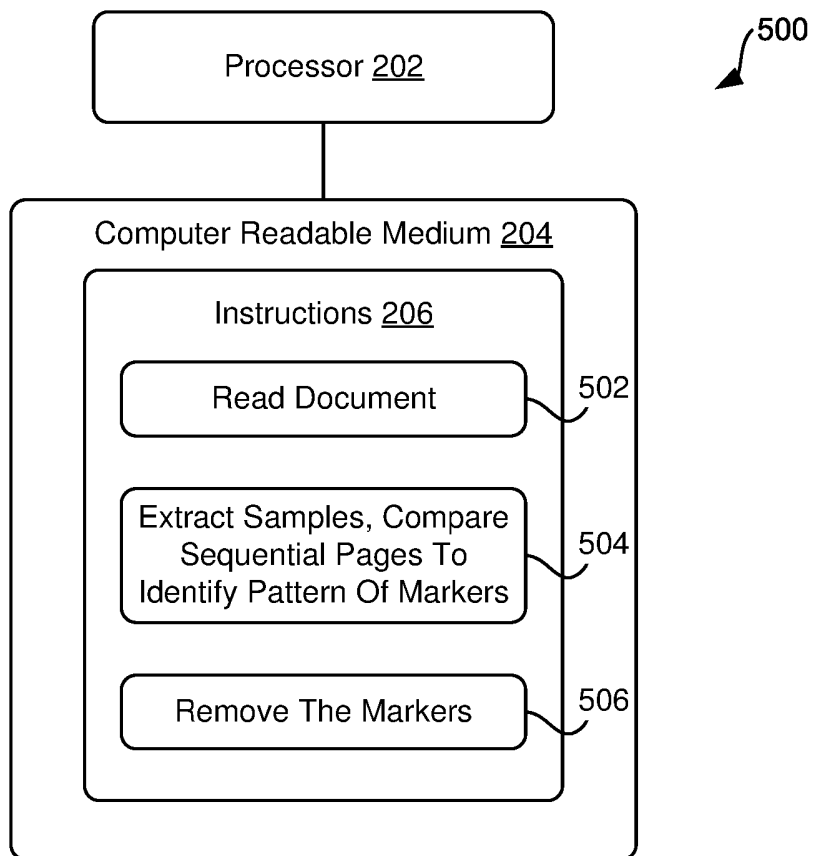 500
Processor 202
Computer Readable Medium 204
Instructions 206
Read Document
502
Extract Samples, Compare
Sequential Pages To
Identify Pattern Of Markers
504
Remove The Markers
506